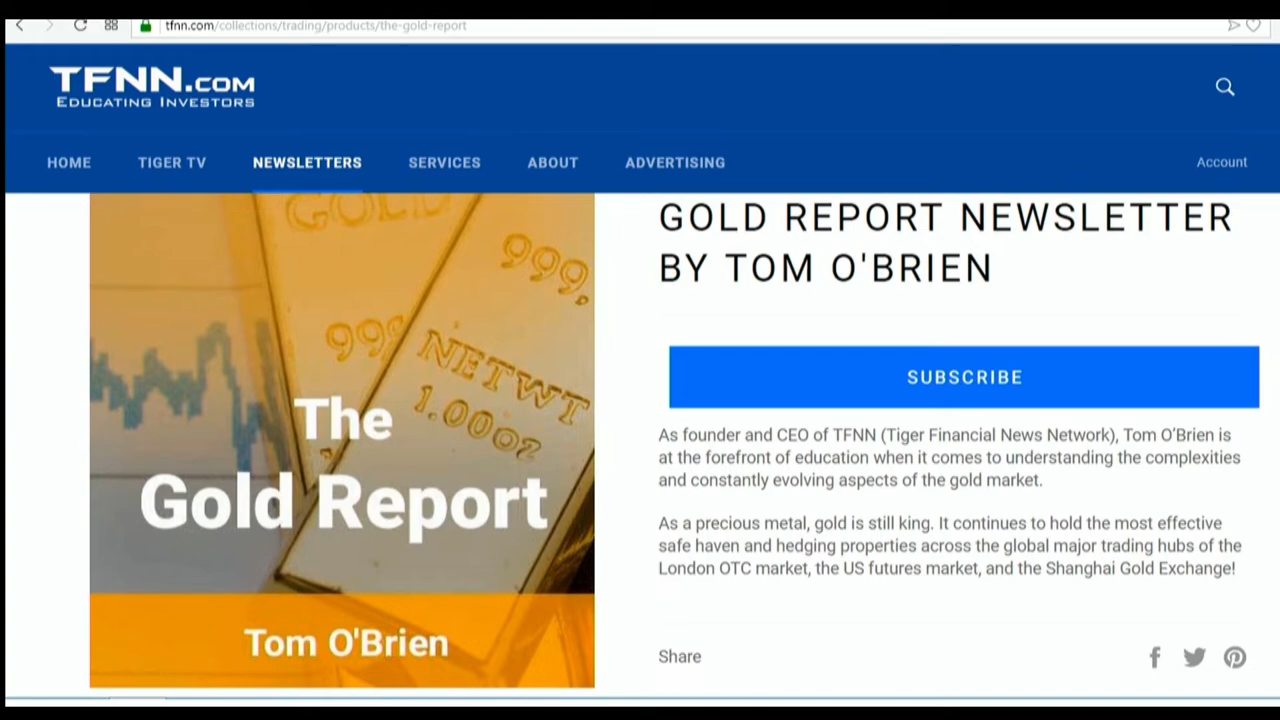 tfnn.com/collections/trading/products/the-gold-report
TFNN.COM
EDUCATING INVESTORS
HOME TIGER TV NEWSLETTERS SERVICES ABOUT ADVERTISING Account
GOLD
999,
999
NETWT
1.00oz
The
Gold Report
Tom O'Brien
GOLD REPORT NEWSLETTER
BY TOM O'BRIEN
SUBSCRIBE
As founder and CEO of TFNN (Tiger Financial News Network), Tom O’Brien is
at the forefront of education when it comes to understanding the complexities
and constantly evolving aspects of the gold market.
As a precious metal, gold is still king. It continues to hold the most effective
safe haven and hedging properties across the global major trading hubs of the
London OTC market, the US futures market, and the Shanghai Gold Exchange!
Share